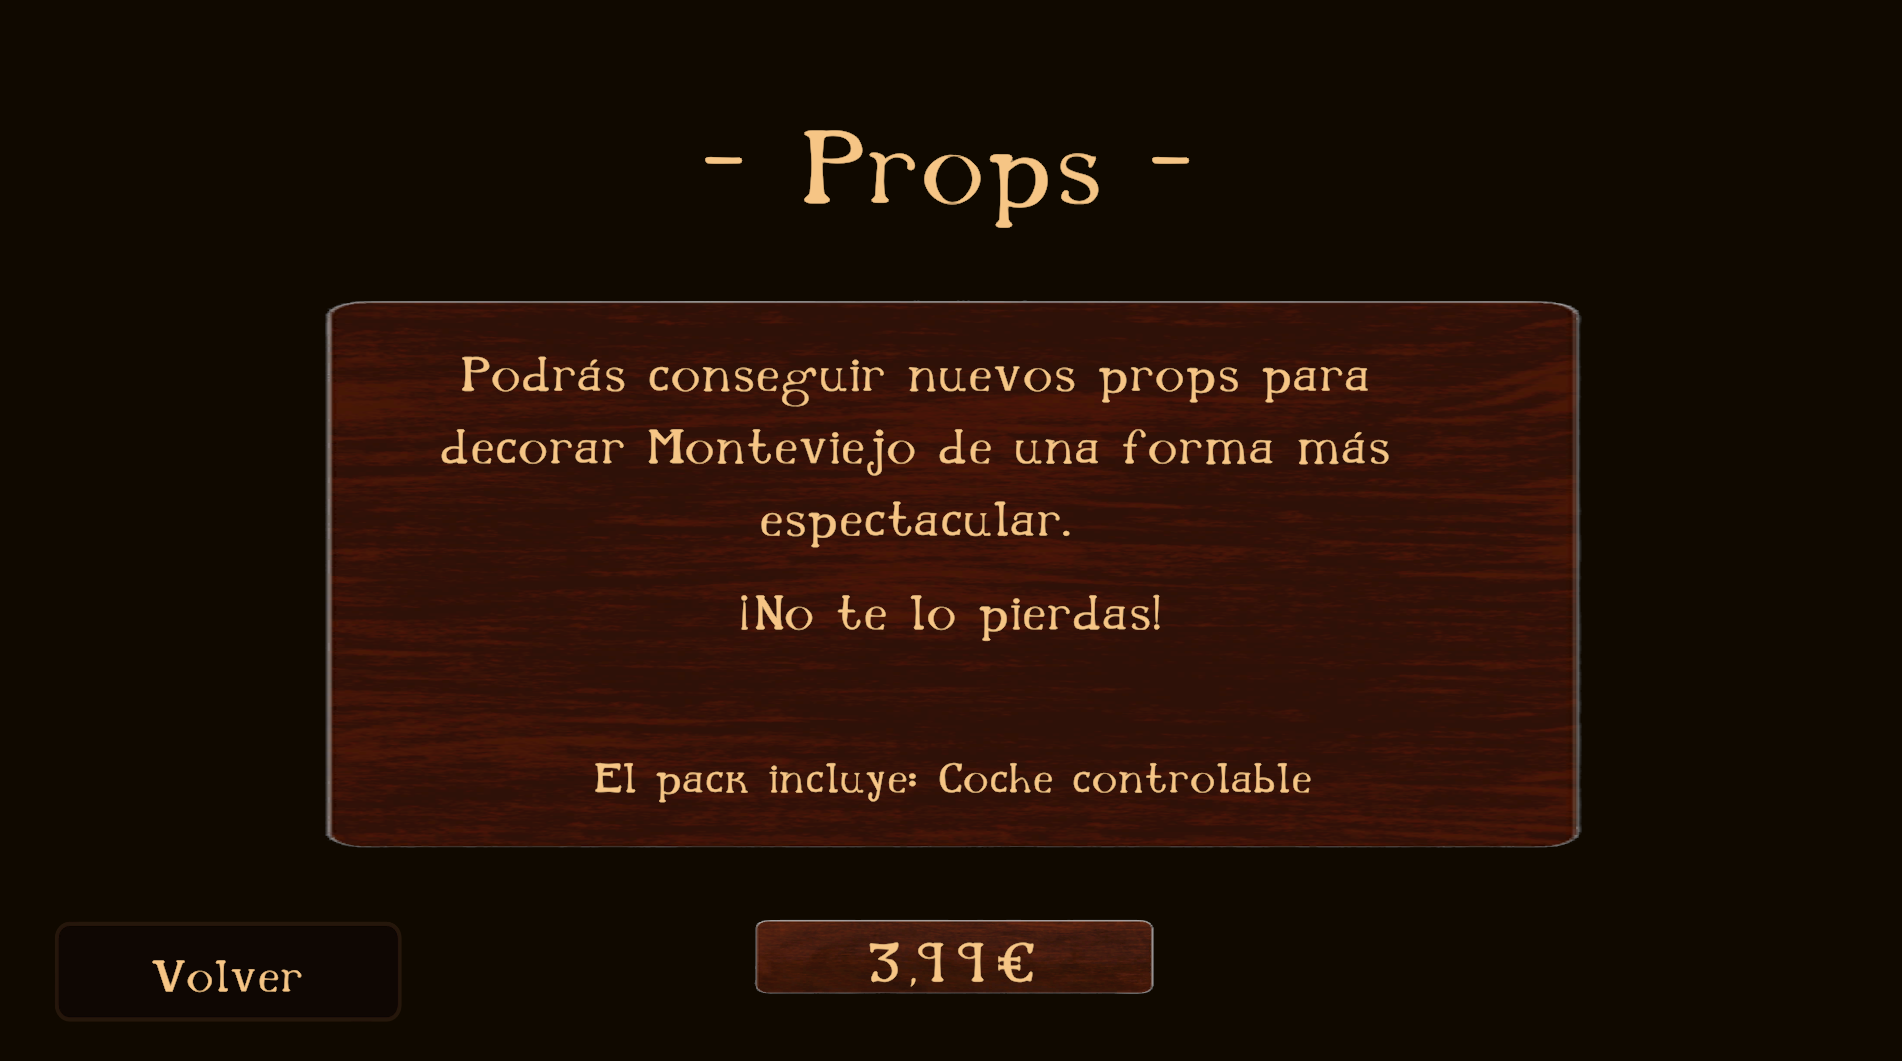 - Props -
Podrás conseguir nuevos props para
decorar Monteviejo de una forma más
espectacular.
¡No te lo pierdas!
El pack incluye: Coche controlable
Volver
3,99€